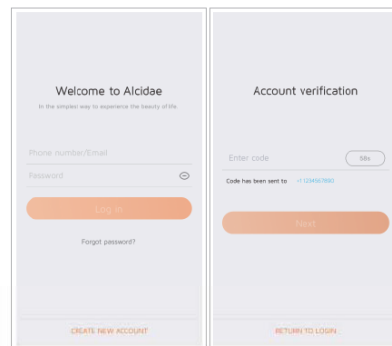 Welcome to Alcidae
In the simplest way to experience the beauty of life.
Phone number/Email
Password
Log in
Forgot password?
CREATE NEW ACCOUNT
Account verification
Enter code
58s
Code has been sent to +1 1234567890
Next
RETURN TO LOGIN